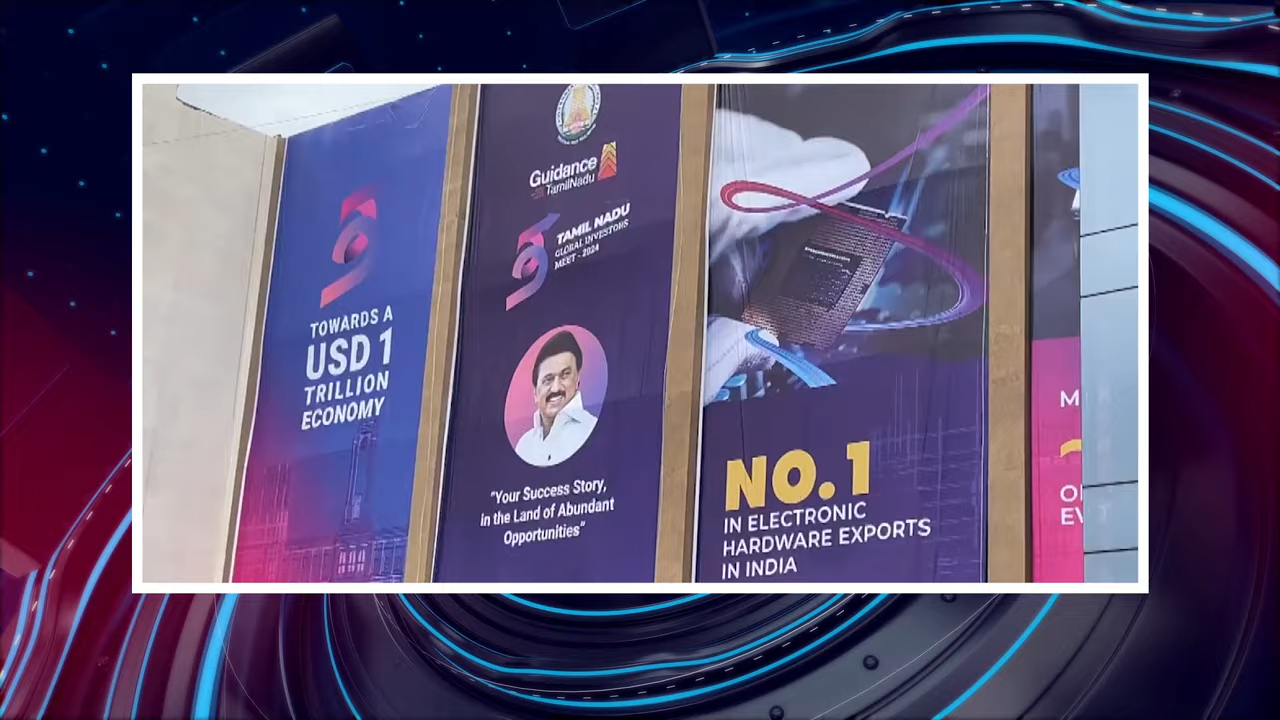 TOWARDS A
USD 1
TRILLION
ECONOMY
Guidance
TamilNadu
TAMIL NADU
GLOBAL INVESTORS
MEET - 2024
"Your Success Story,
in the Land of Abundant
Opportunities"
NO.1
IN ELECTRONIC
HARDWARE EXPORTS
IN INDIA